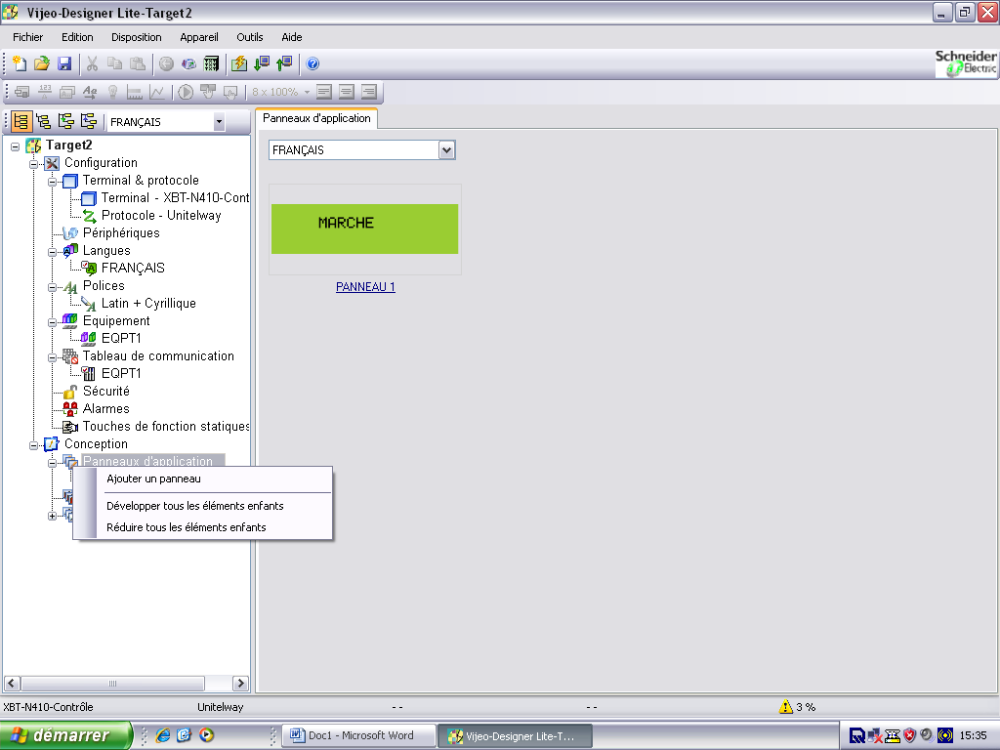 Vijeo-Designer Lite-Target2
Fichier Edition Disposition Appareil Outils Aide
Schneider Electric
8 x 100%
FRANÇAIS
Panneaux d'application
Target2
Configuration
Terminal & protocole
Terminal - XBT-N410-Cont
Protocole - Unitelway
Périphériques
Langues
FRANÇAIS
Polices
Latin + Cyrillique
Equipement
EQPT1
Tableau de communication
EQPT1
Sécurité
Alarmes
Touches de fonction statiques
Conception
Panneaux d'application
Ajouter un panneau
Développer tous les éléments enfants
Réduire tous les éléments enfants
FRANÇAIS
MARCHE
PANNEAU 1
XBT-N410-Contrôle Unitelway -- -- 3 %
démarrer Doc1 - Microsoft Word Vijeo-Designer Lite-T... 15:35